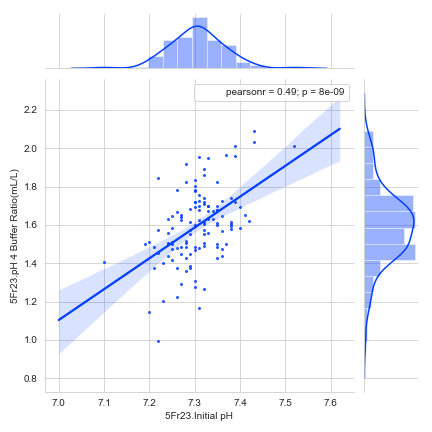 pearsonr = 0.49; p = 8e-09
2.2
2.0
1.8
1.6
1.4
1.2
1.0
0.8
5Fr23.pH 4 Buffer Ratio(mL/L)
7.0 7.1 7.2 7.3 7.4 7.5 7.6
5Fr23.Initial pH